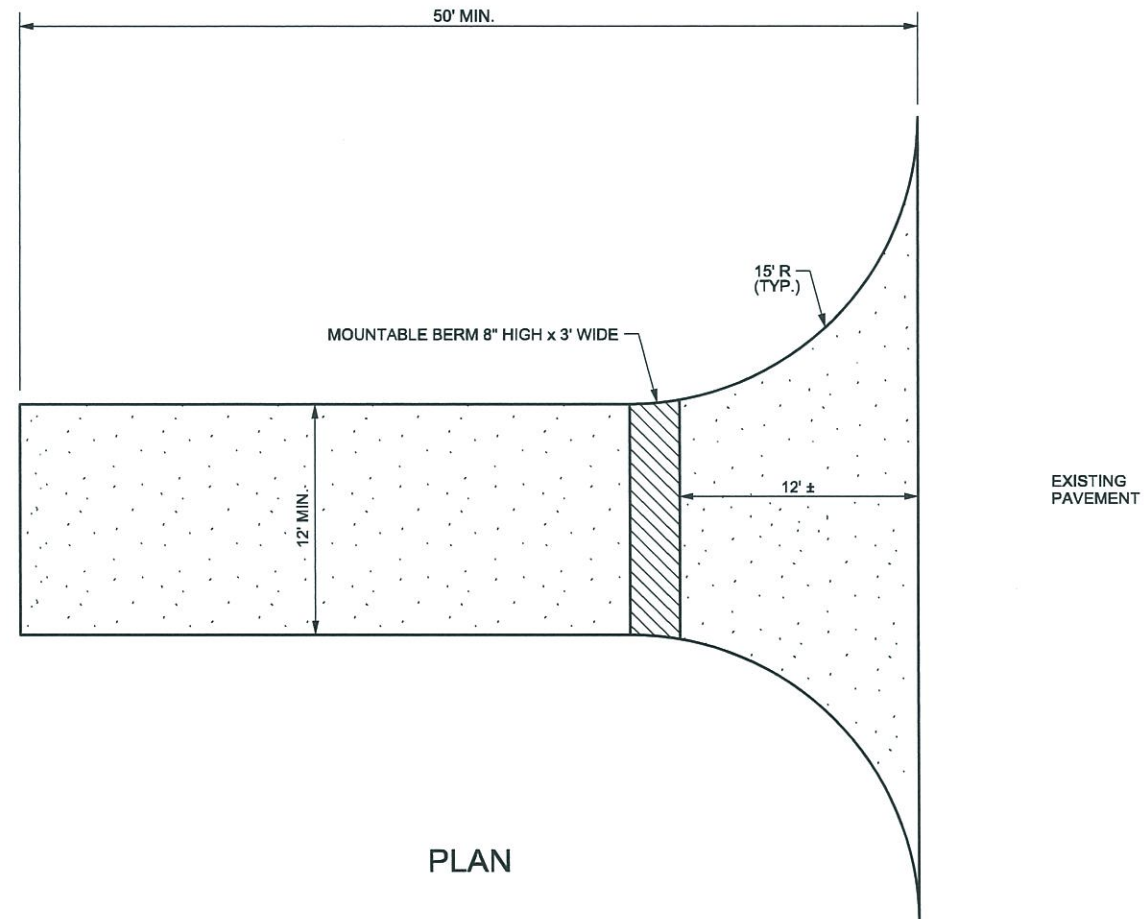 50' MIN.
15' R
(TYP.)
MOUNTABLE BERM 8" HIGH x 3' WIDE
12' MIN.
12' ±
EXISTING
PAVEMENT
PLAN